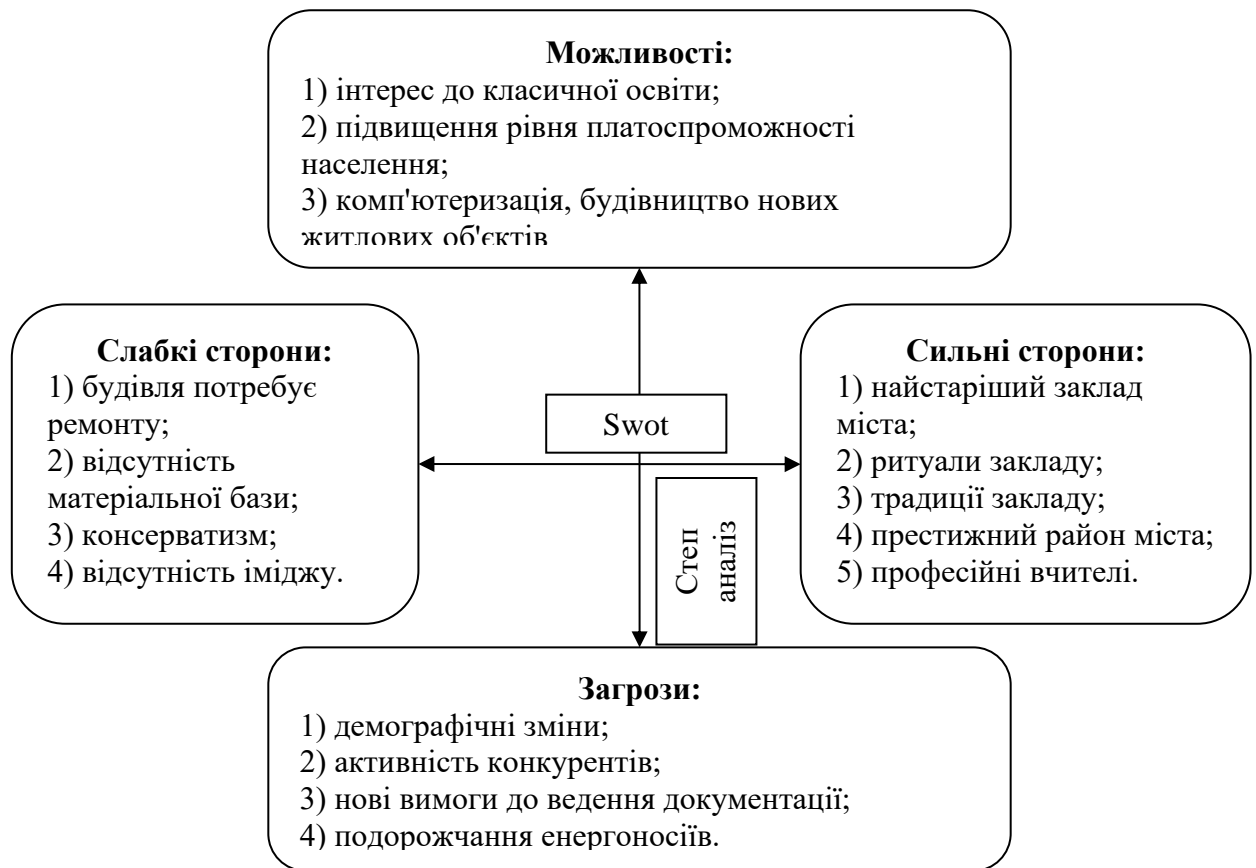 Можливості:
1) інтерес до класичної освіти;
2) підвищення рівня платоспроможності
населення;
3) комп'ютеризація, будівництво нових
житлових об'єктів
Слабкі сторони:
1) будівля потребує
ремонту;
2) відсутність
матеріальної бази;
3) консерватизм;
4) відсутність іміджу.
Swot
Степ
аналіз
Сильні сторони:
1) найстаріший заклад
міста;
2) ритуали закладу;
3) традиції закладу;
4) престижний район міста;
5) професійні вчителі.
Загрози:
1) демографічні зміни;
2) активність конкурентів;
3) нові вимоги до ведення документації;
4) подорожчання енергоносіїв.